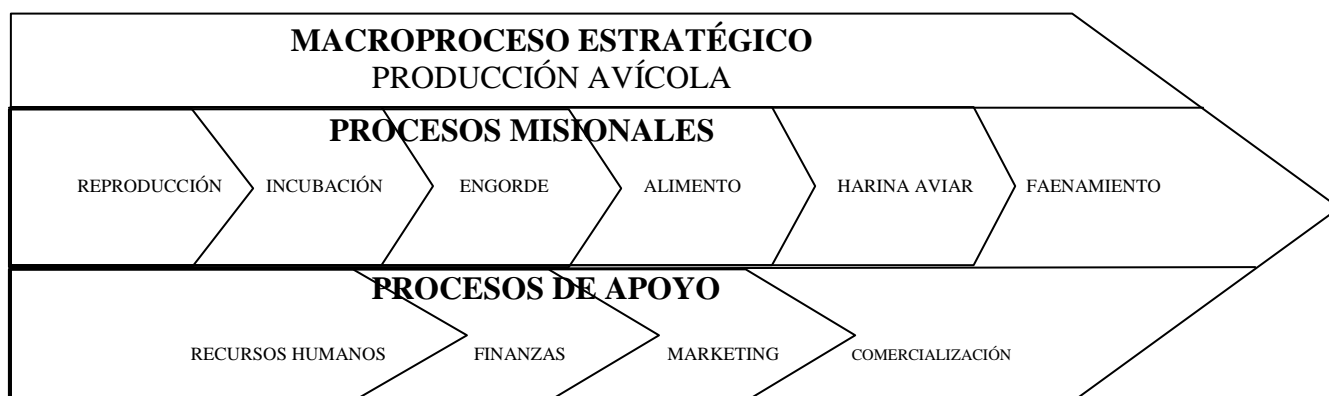 MACROPROCESO ESTRATÉGICO
PRODUCCIÓN AVÍCOLA
PROCESOS MISIONALES
REPRODUCCIÓN INCUBACIÓN ENGORDE ALIMENTO HARINA AVIAR FAENAMIENTO
PROCESOS DE APOYO
RECURSOS HUMANOS FINANZAS MARKETING COMERCIALIZACIÓN